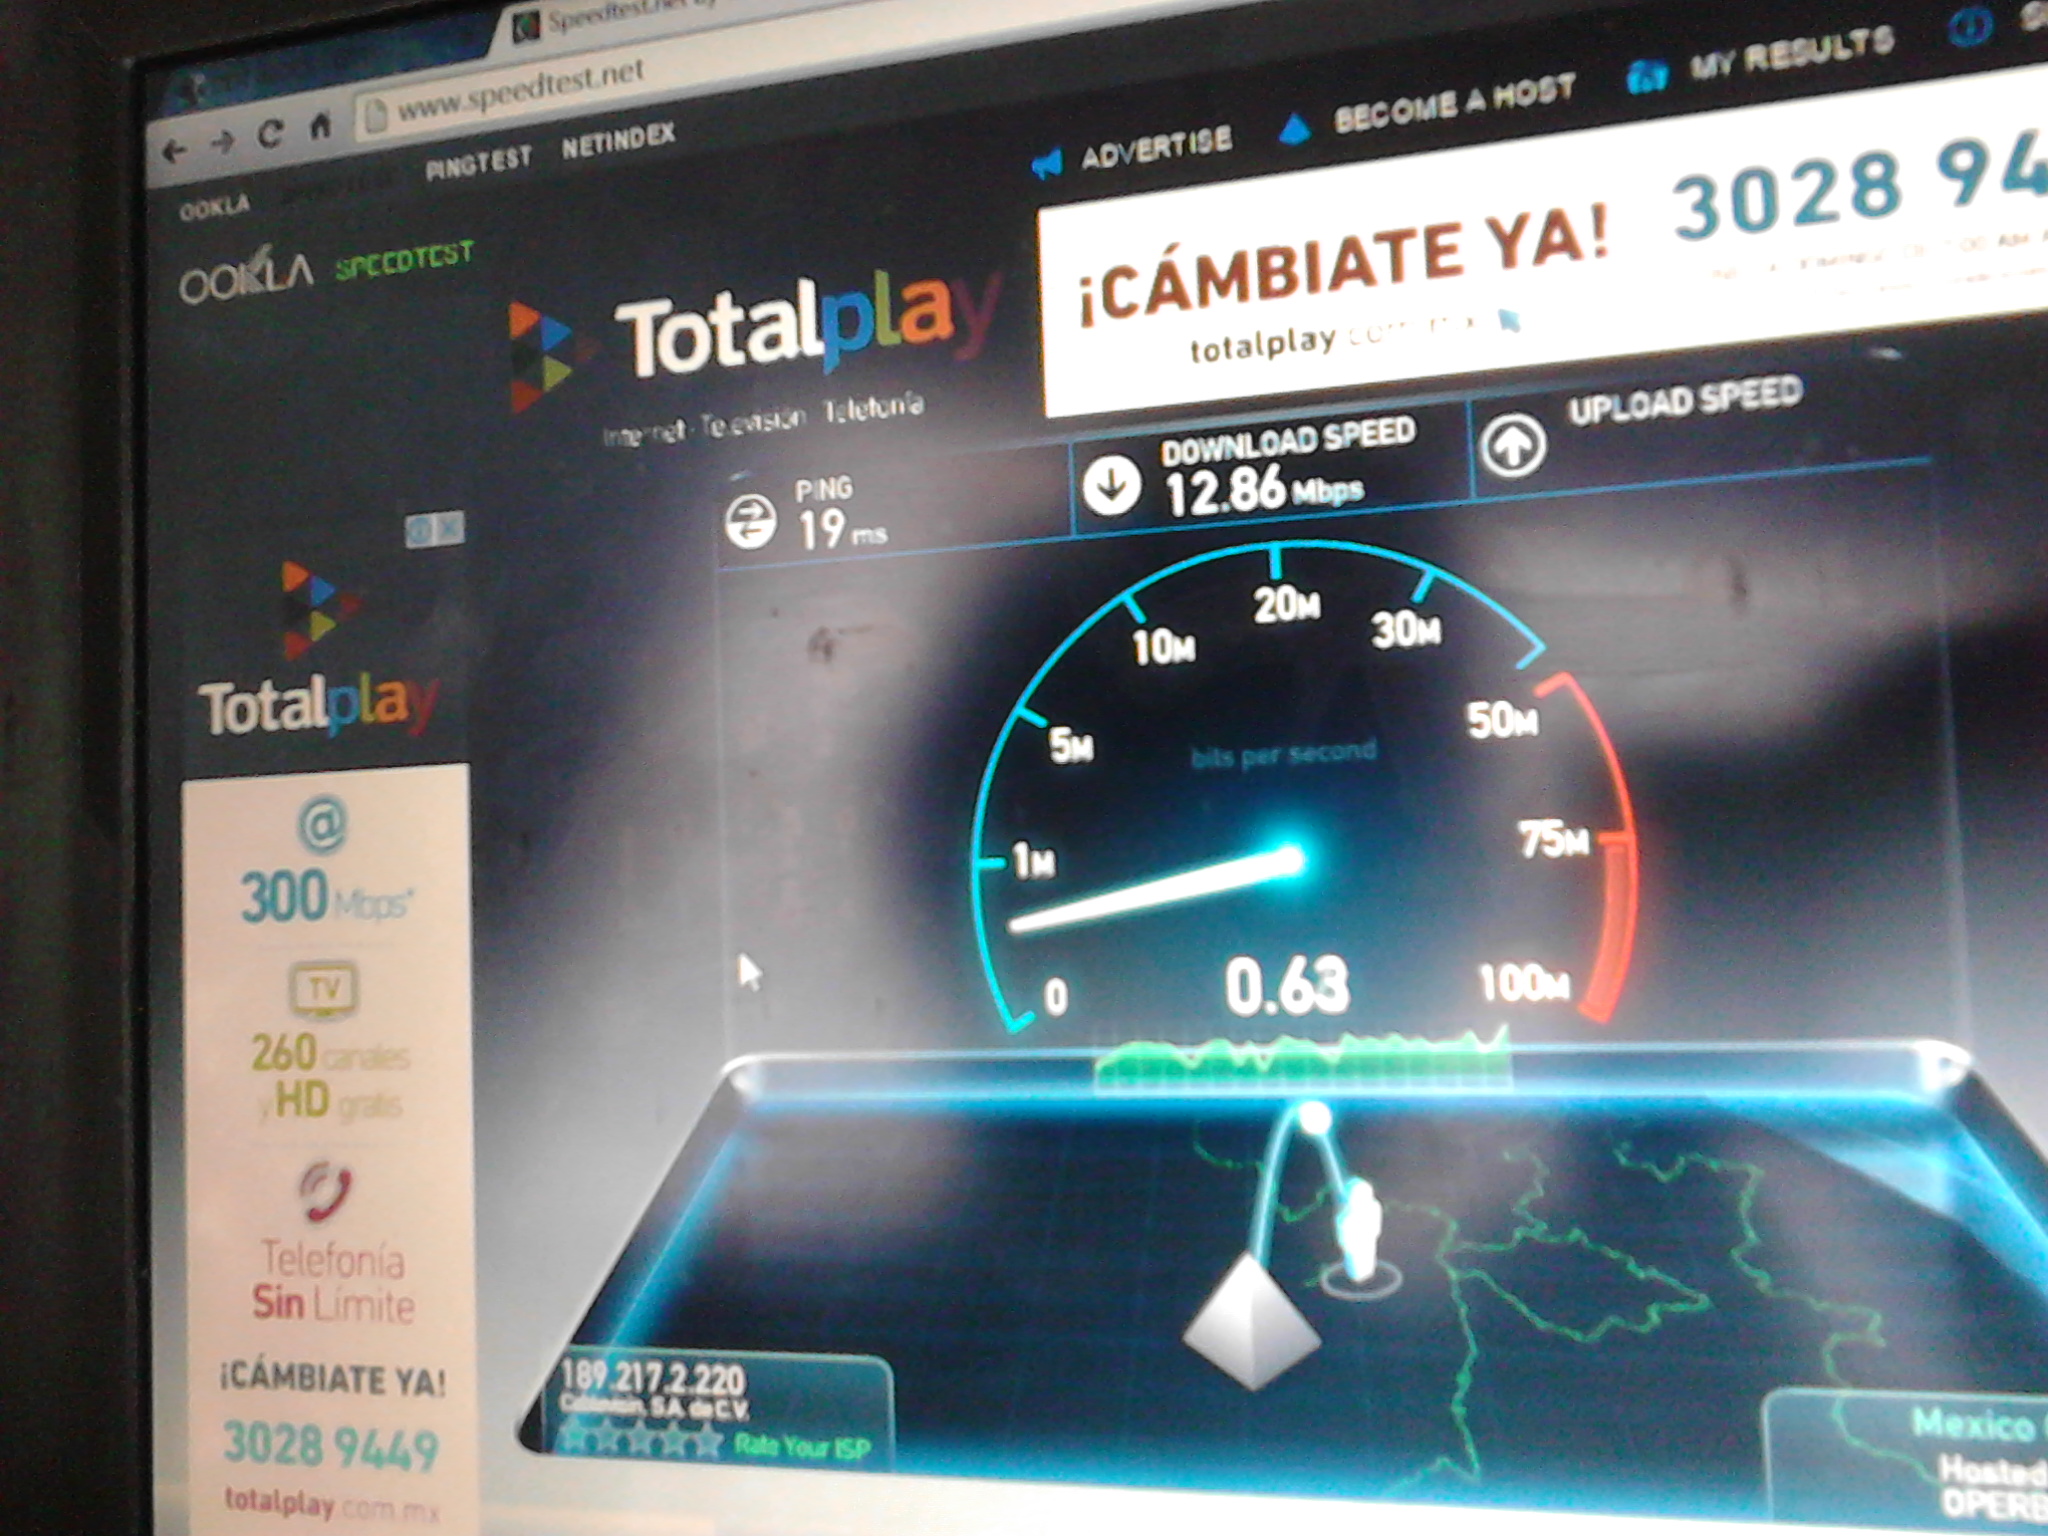 Speedtest.net
www.speedtest.net
OOKLA
PINGTEST
NETINDEX
ADVERTISE
BECOME A HOST
MY RESULTS
OOKLA SPEEDTEST
Totalplay
Internet · Televisión · Telefonía
¡CÁMBIATE YA!
3028 94
totalplay.com.mx
PING
19 ms
DOWNLOAD SPEED
12.86 Mbps
UPLOAD SPEED
0
1M
5M
10M
20M
30M
50M
75M
100M
bits per second
0.63
Totalplay
@
300 Mbps*
TV
260 canales
y HD gratis
Telefonía
Sin Límite
¡CÁMBIATE YA!
3028 9449
totalplay.com.mx
189.217.2.220
Cablevisión, S.A. de C.V.
Rate Your ISP
Mexico
Hosted
OPERB